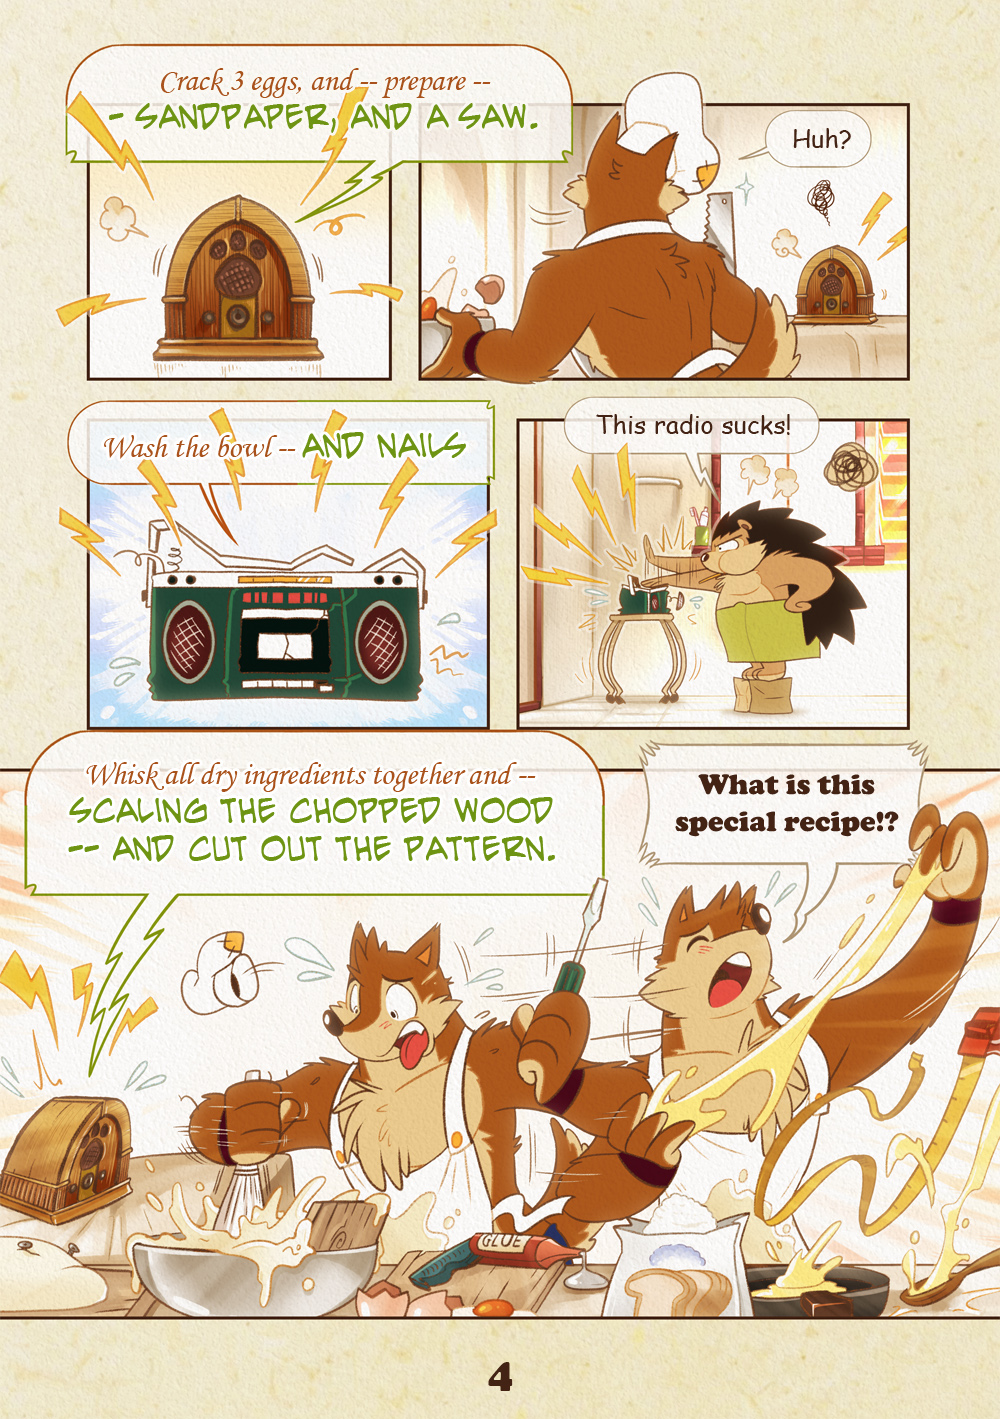 Crack 3 eggs, and -- prepare --
- SANDPAPER, AND A SAW.
Huh?
Wash the bowl -- AND NAILS
This radio sucks!
Whisk all dry ingredients together and --
SCALING THE CHOPPED WOOD
-- AND CUT OUT THE PATTERN.
What is this
special recipe!?
GLUE
4